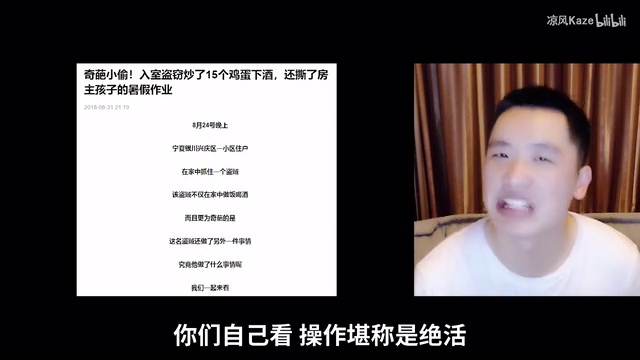 凉风Kaze bilibili
奇葩小偷！入室盗窃炒了15个鸡蛋下酒，还撕了房
主孩子的暑假作业
2018-08-31 21:19
8月24号晚上
宁夏银川兴庆区一小区住户
在家中抓住一个盗贼
该盗贼不仅在家中做饭喝酒
而且更为奇葩的是
这名盗贼还做了另外一件事情
究竟他做了什么事情呢
我们一起来看
你们自己看 操作堪称是绝活